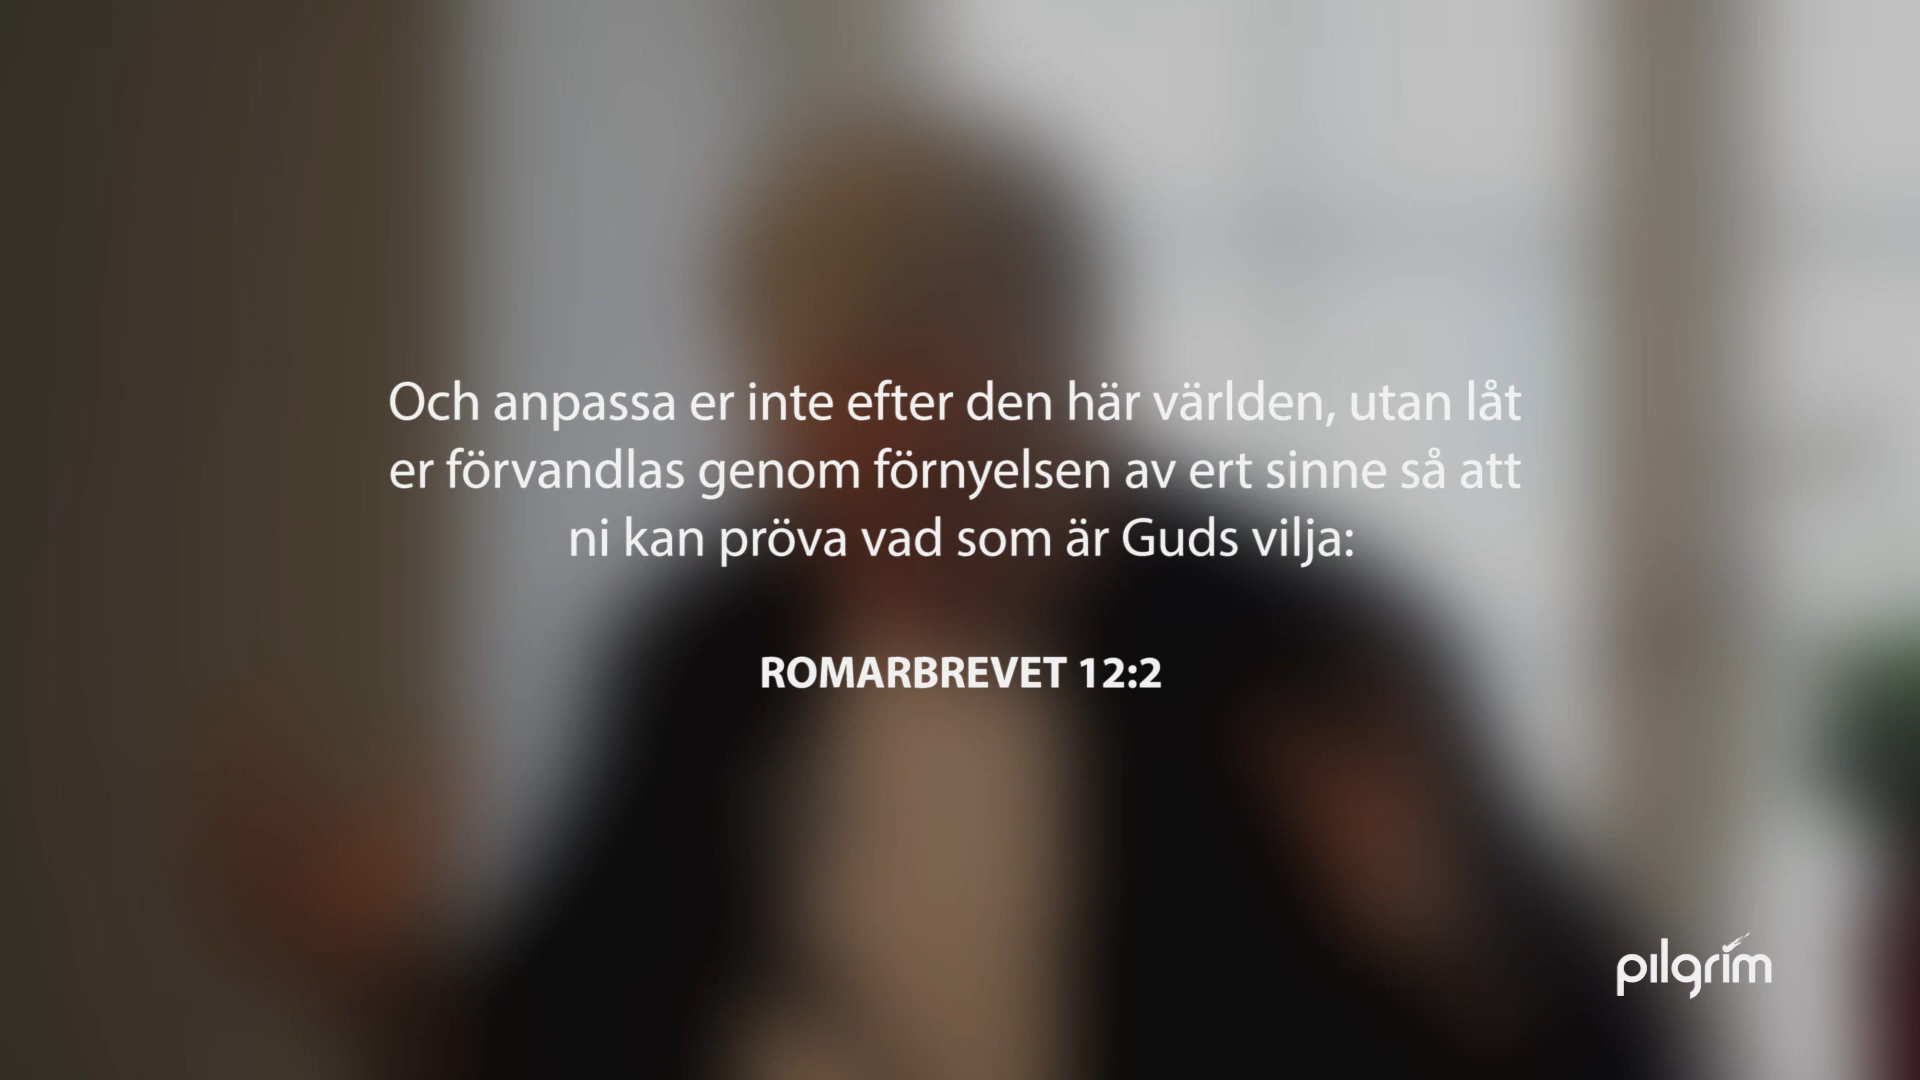 Och anpassa er inte efter den här världen, utan låt
er förvandlas genom förnyelsen av ert sinne så att
ni kan pröva vad som är Guds vilja:
ROMARBREVET 12:2
pilgrim